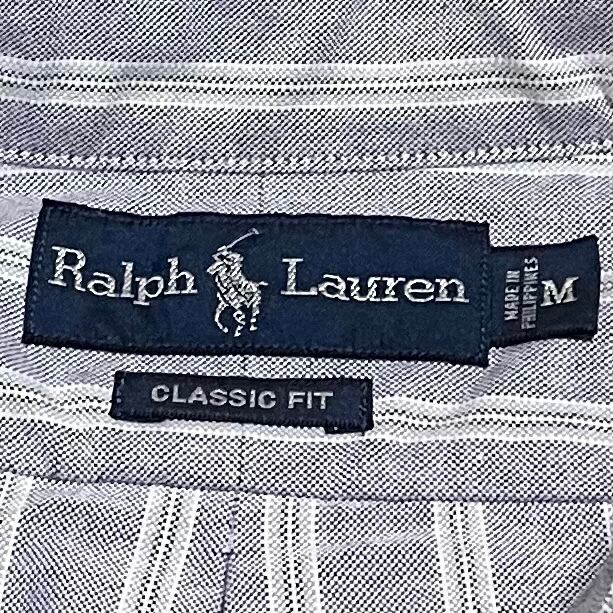 Ralph Lauren
MADE IN
PHILIPPINES
M
CLASSIC FIT